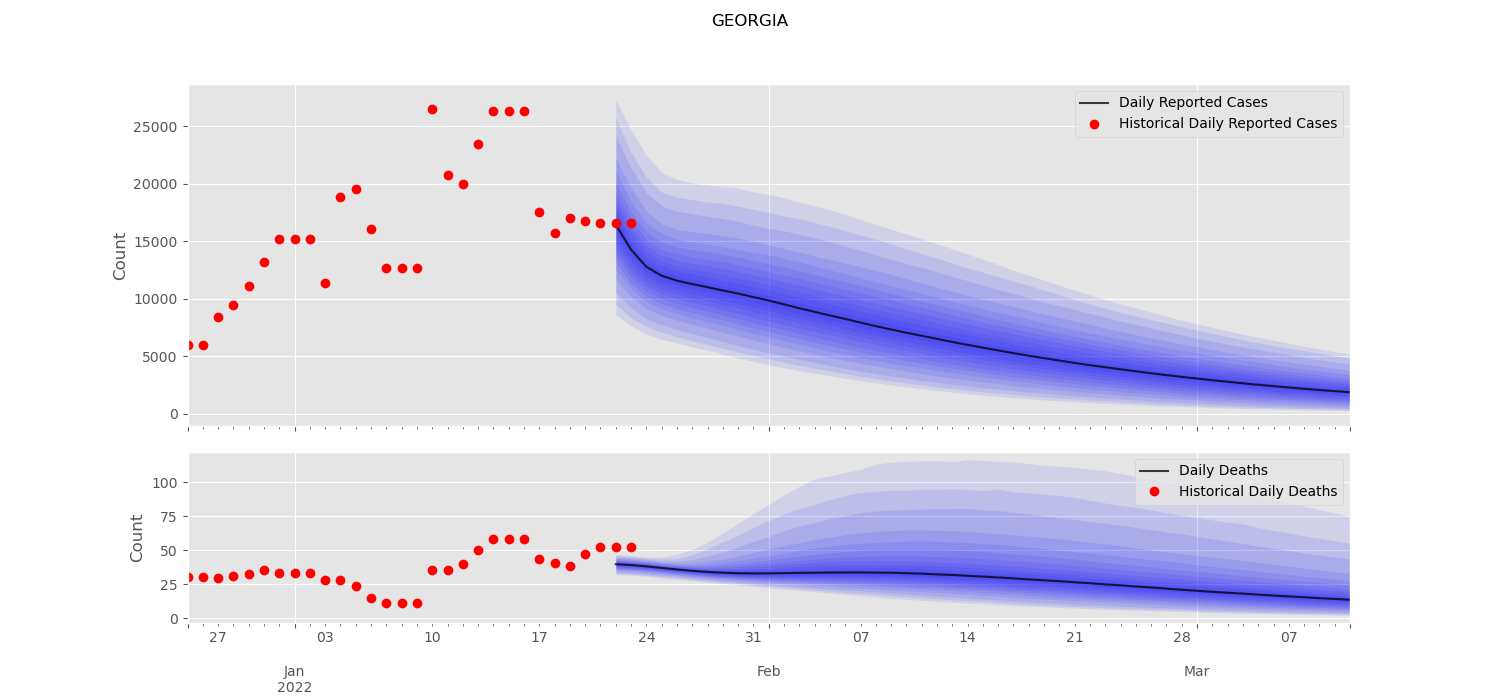 GEORGIA
Daily Reported Cases
Historical Daily Reported Cases
25000
20000
15000
10000
5000
0
Count
Daily Deaths
Historical Daily Deaths
100
75
50
25
0
Count
27 03 10 17 24 31 07 14 21 28 07
Jan Feb Mar
2022